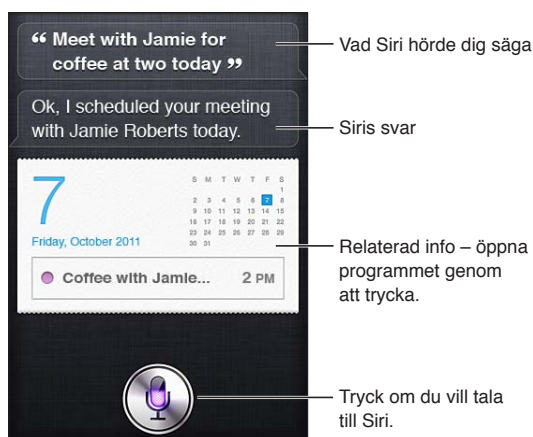 “ Meet with Jamie for
coffee at two today ”
Vad Siri hörde dig säga
Ok, I scheduled your meeting
with Jamie Roberts today.
Siris svar
7
Friday, October 2011
S M T W T F S
1
2 3 4 5 6 7 8
9 10 11 12 13 14 15
16 17 18 19 20 21 22
23 24 25 26 27 28 29
30 31
Coffee with Jamie... 2 PM
Relaterad info – öppna
programmet genom
att trycka.
Tryck om du vill tala
till Siri.